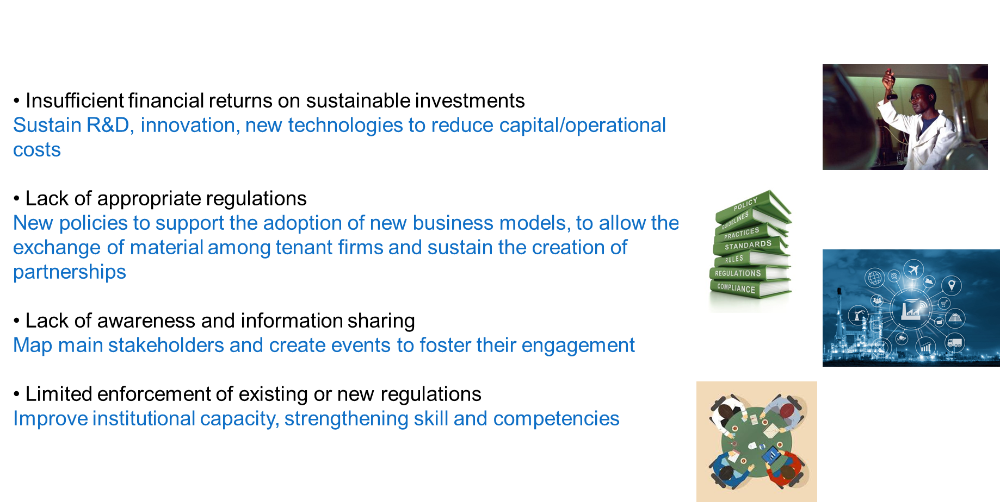 • Insufficient financial returns on sustainable investments
Sustain R&D, innovation, new technologies to reduce capital/operational
costs
• Lack of appropriate regulations
New policies to support the adoption of new business models, to allow the
exchange of material among tenant firms and sustain the creation of
partnerships
• Lack of awareness and information sharing
Map main stakeholders and create events to foster their engagement
• Limited enforcement of existing or new regulations
Improve institutional capacity, strengthening skill and competencies
POLICY
GUIDELINES
PRACTICES
STANDARDS
RULES
REGULATIONS
COMPLIANCE
@